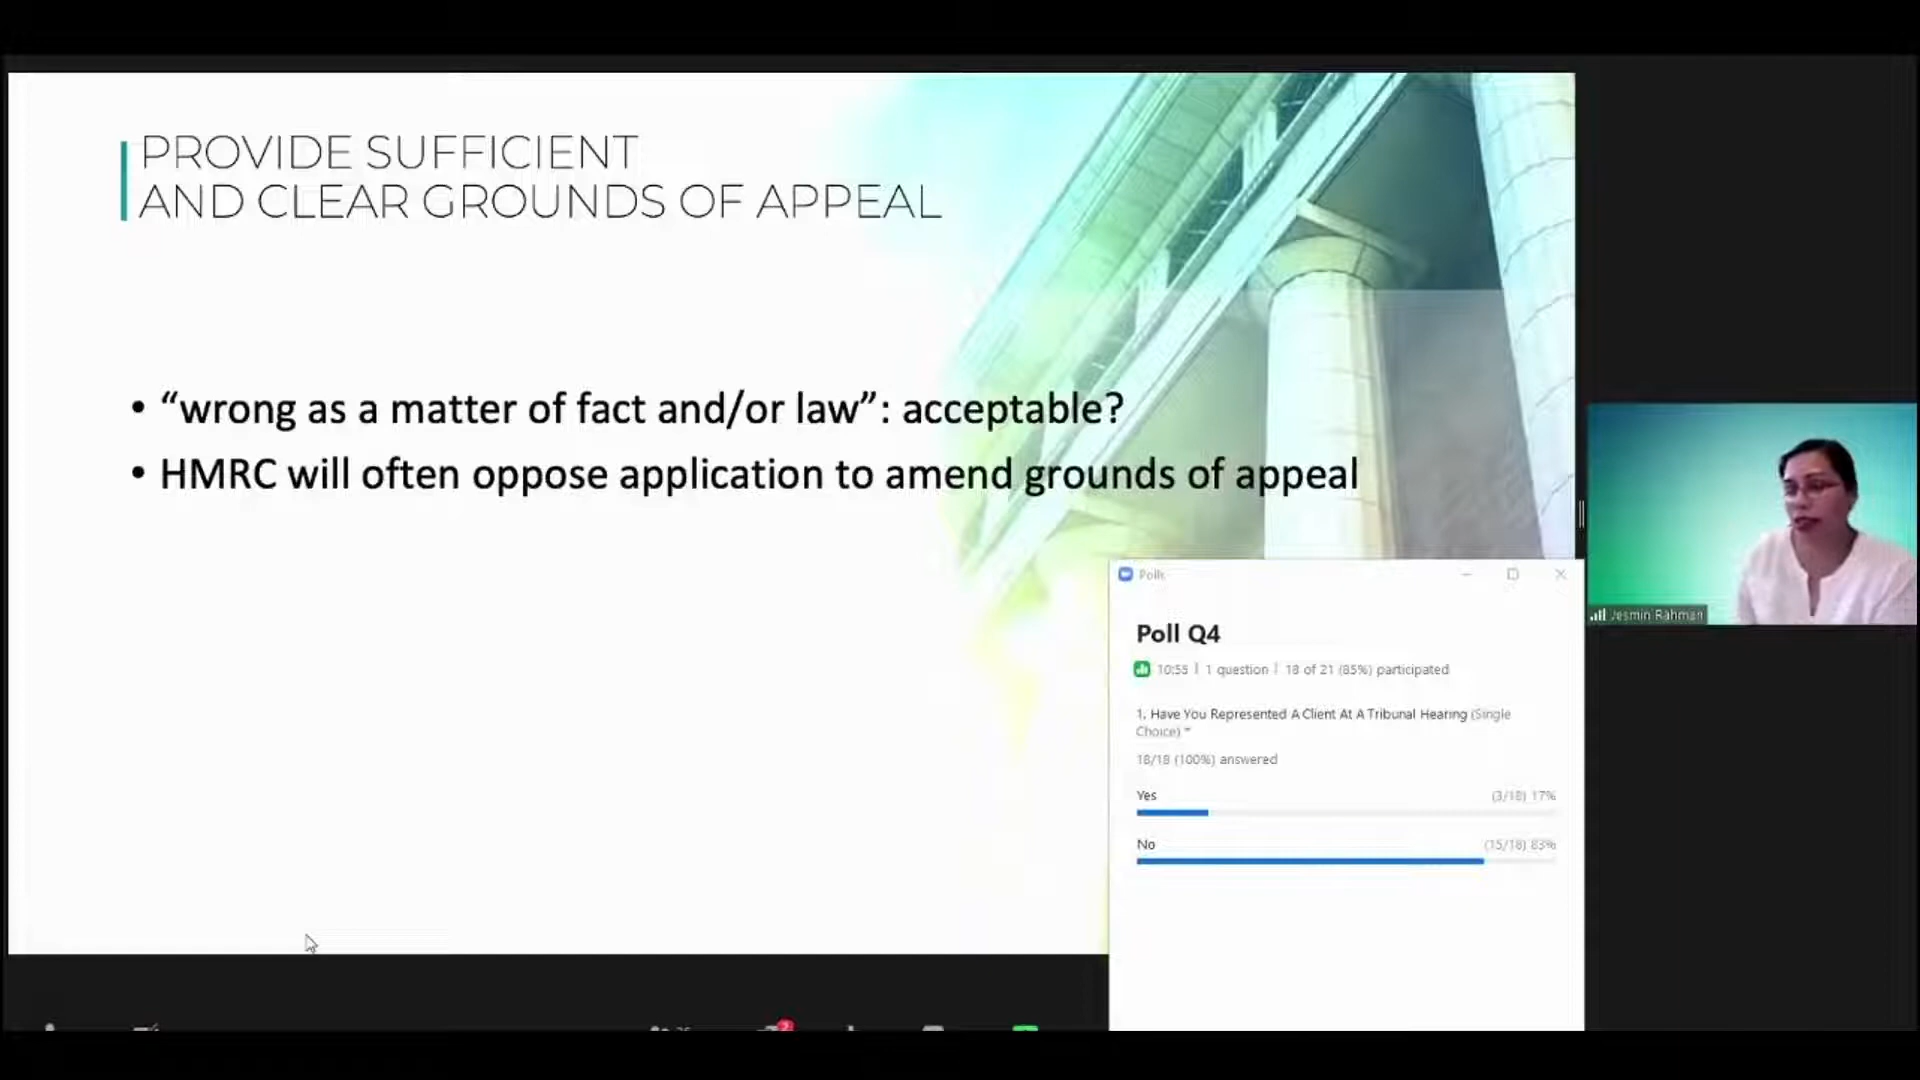 PROVIDE SUFFICIENT
AND CLEAR GROUNDS OF APPEAL
• “wrong as a matter of fact and/or law”: acceptable?
• HMRC will often oppose application to amend grounds of appeal
Polls
Poll Q4
10:55 | 1 question | 18 of 21 (85%) participated
1. Have You Represented A Client At A Tribunal Hearing (Single
Choice) *
18/18 (100%) answered
Yes (3/18) 17%
No (15/18) 83%
Jesmin Rahman